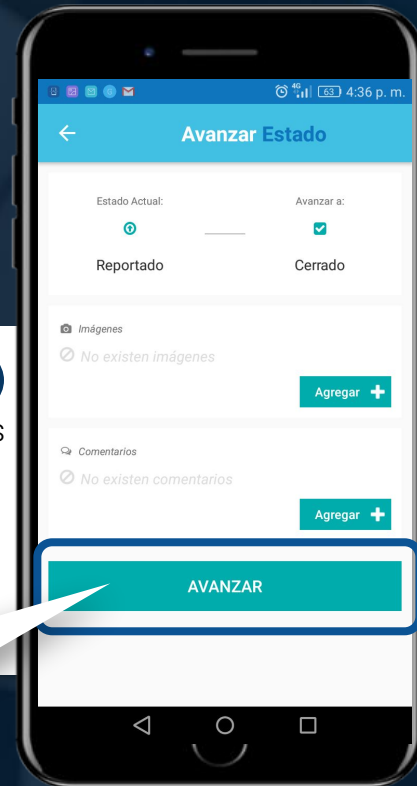 4G 63 4:36 p. m.
Avanzar Estado
Estado Actual:
Avanzar a:
Reportado
Cerrado
Imágenes
No existen imágenes
Agregar
S
Comentarios
No existen comentarios
Agregar
AVANZAR